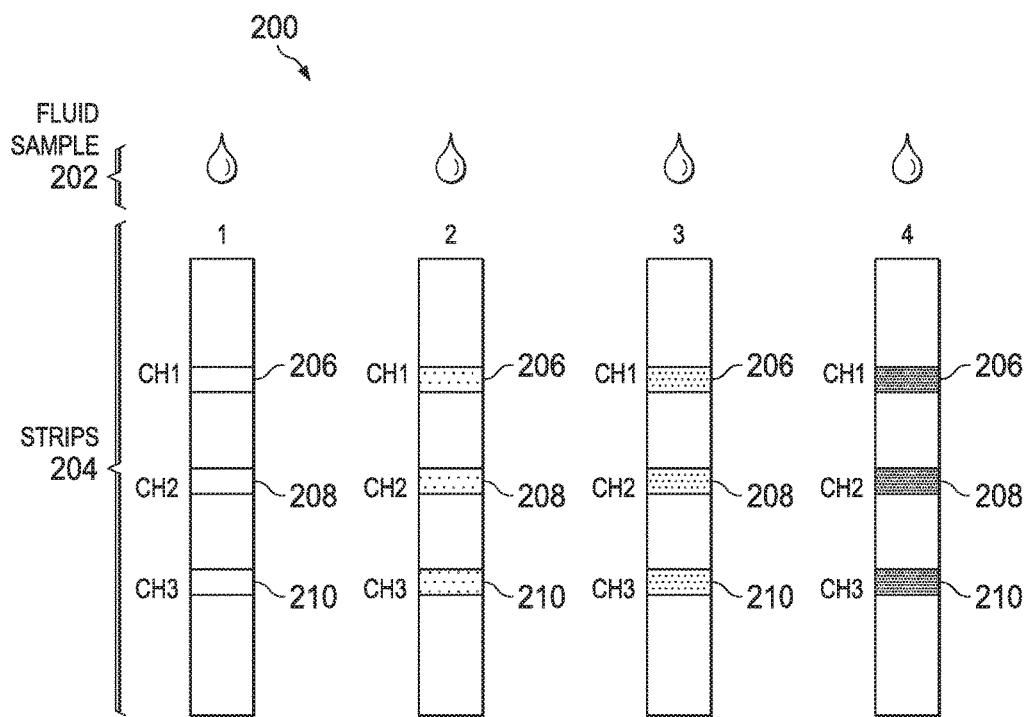 200
FLUID
SAMPLE
202
1 2 3 4
CH1 206 CH1 206 CH1 206 CH1 206
STRIPS
204
CH2 208 CH2 208 CH2 208 CH2 208
CH3 210 CH3 210 CH3 210 CH3 210